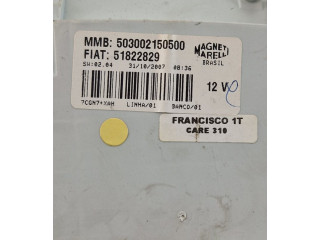 MMB: 503002150500
MAGNETI
MARELLI
BRASIL
FIAT: 51822829
SW:02.04 31/10/2007 08:36
12 V
7CQN7*XAH LINHA/01 BANCO/01
FRANCISCO 1T
CARE 310